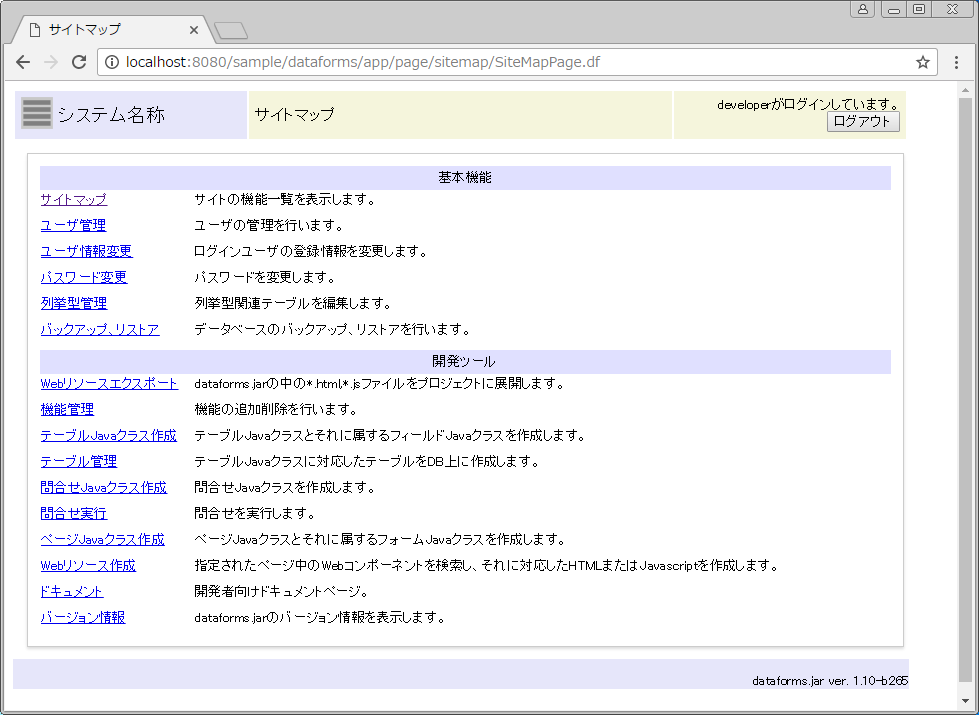 サイトマップ
localhost:8080/sample/dataforms/app/page/sitemap/SiteMapPage.df
システム名称
サイトマップ
developerがログインしています。
ログアウト
基本機能
サイトマップ サイトの機能一覧を表示します。
ユーザ管理 ユーザの管理を行います。
ユーザ情報変更 ログインユーザの登録情報を変更します。
パスワード変更 パスワードを変更します。
列挙型管理 列挙型関連テーブルを編集します。
バックアップ、リストア データベースのバックアップ、リストアを行います。
開発ツール
Webリソースエクスポート dataforms.jarの中の*.html,*.jsファイルをプロジェクトに展開します。
機能管理 機能の追加削除を行います。
テーブルJavaクラス作成 テーブルJavaクラスとそれに属するフィールドJavaクラスを作成します。
テーブル管理 テーブルJavaクラスに対応したテーブルをDB上に作成します。
問合せJavaクラス作成 問合せJavaクラスを作成します。
問合せ実行 問合せを実行します。
ページJavaクラス作成 ページJavaクラスとそれに属するフォームJavaクラスを作成します。
Webリソース作成 指定されたページ中のWebコンポーネントを検索し、それに対応したHTMLまたはJavascriptを作成します。
ドキュメント 開発者向けドキュメントページ。
バージョン情報 dataforms.jarのバージョン情報を表示します。
dataforms.jar ver. 1.10-b265